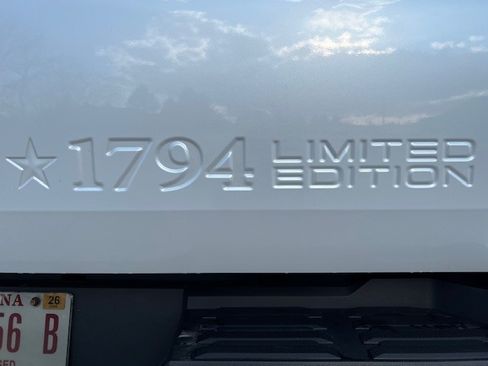 1794 LIMITED
EDITION
NA 26
56 B